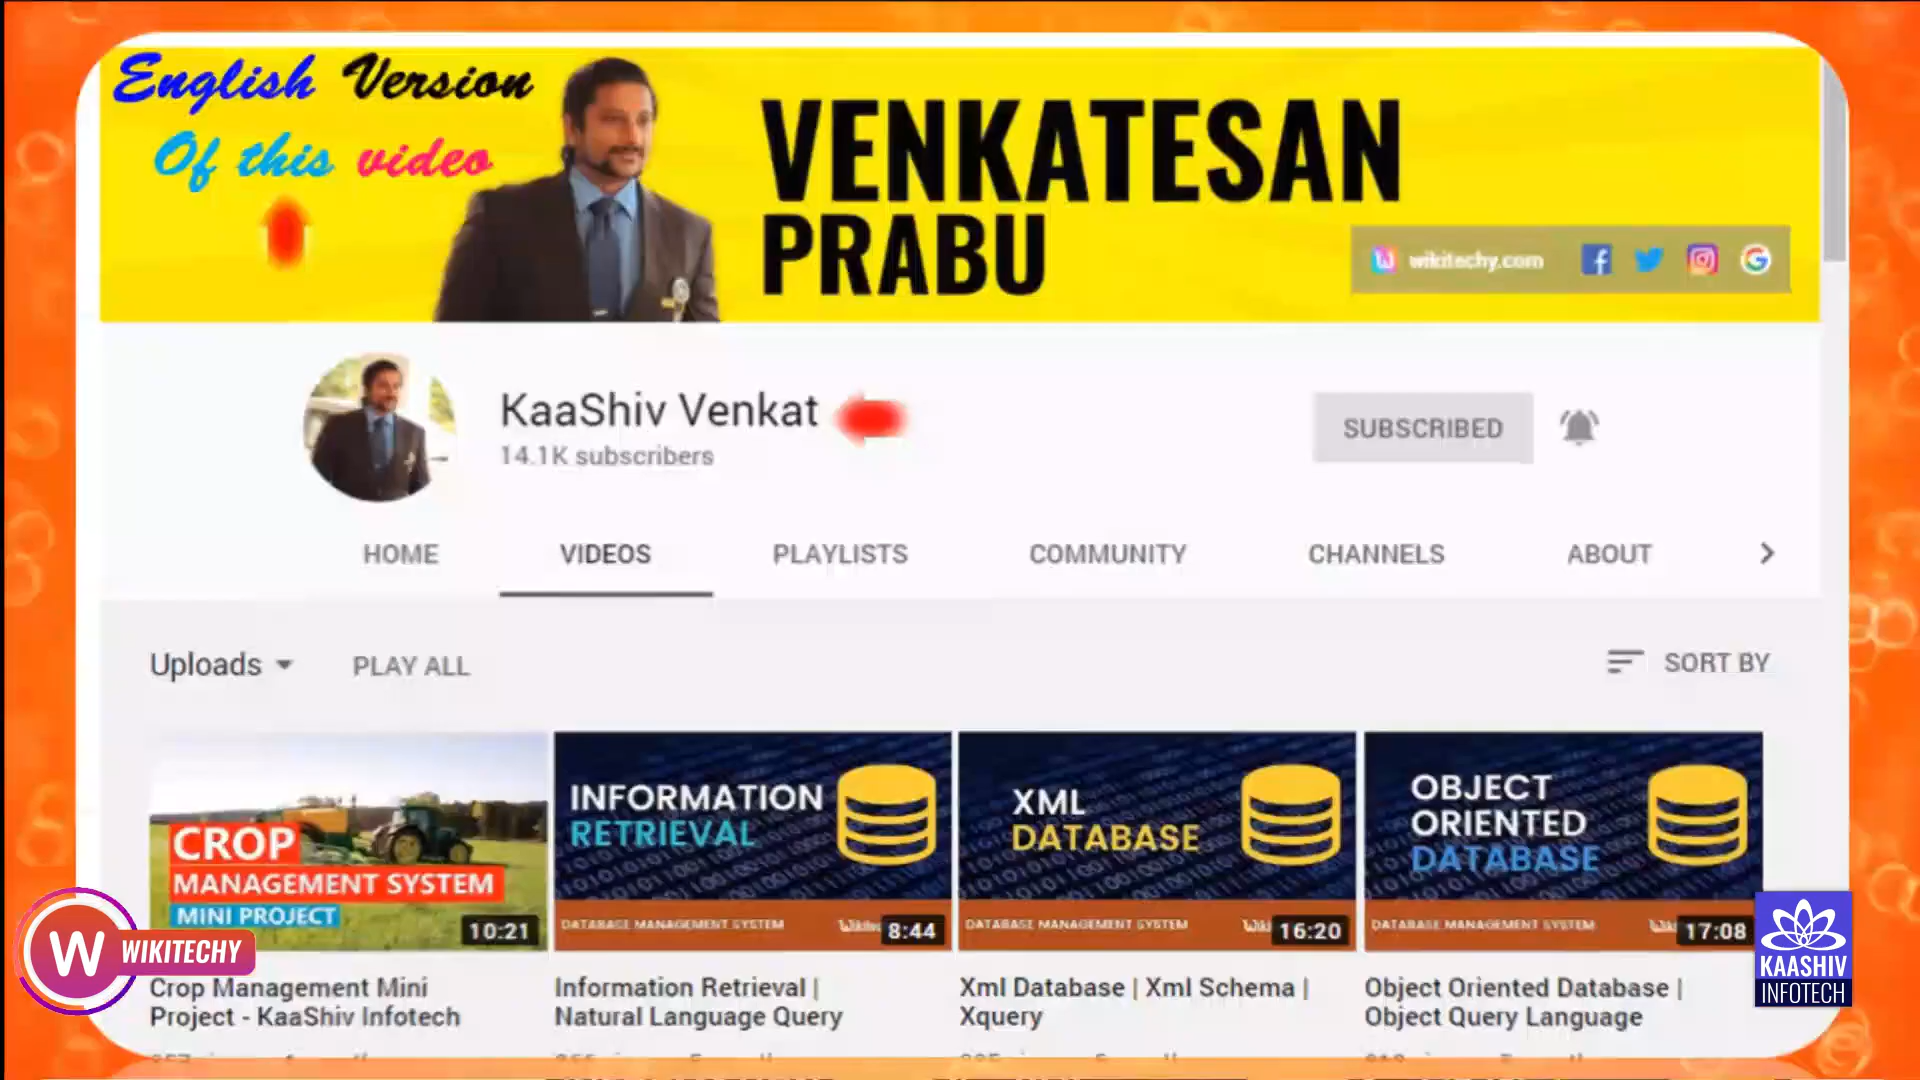 English Version
Of this video
VENKATESAN
PRABU
wikitechy.com
KaaShiv Venkat
14.1K subscribers
SUBSCRIBED
HOME
VIDEOS
PLAYLISTS
COMMUNITY
CHANNELS
ABOUT
Uploads
PLAY ALL
SORT BY
CROP
MANAGEMENT SYSTEM
MINI PROJECT
10:21
INFORMATION
RETRIEVAL
DATABASE MANAGEMENT SYSTEM
8:44
XML
DATABASE
DATABASE MANAGEMENT SYSTEM
16:20
OBJECT
ORIENTED
DATABASE
DATABASE MANAGEMENT SYSTEM
17:08
Crop Management Mini
Project - KaaShiv Infotech
Information Retrieval |
Natural Language Query
Xml Database | Xml Schema |
Xquery
Object Oriented Database |
Object Query Language
W WIKITECHY
KAASHIV
INFOTECH